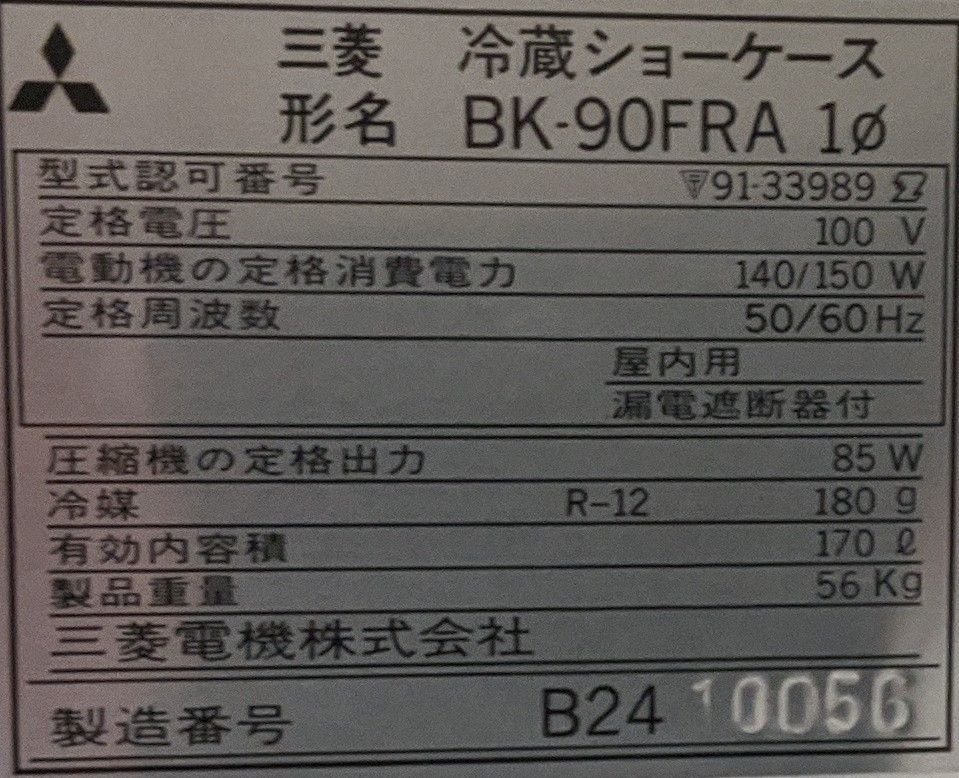 三菱 冷蔵ショーケース
形名 BK-90FRA 1ø
型式認可番号 91-33989
定格電圧 100 V
電動機の定格消費電力 140/150 W
定格周波数 50/60 Hz
屋内用
漏電遮断器付
圧縮機の定格出力 85 W
冷媒 R-12 180 g
有効内容積 170 ℓ
製品重量 56 Kg
三菱電機株式会社
製造番号 B24 10056